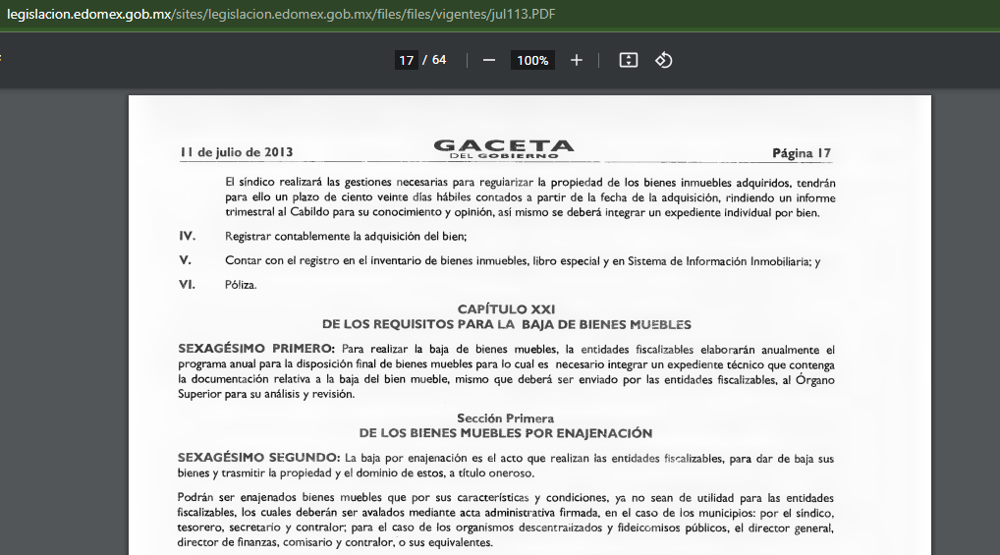 legislacion.edomex.gob.mx/sites/legislacion.edomex.gob.mx/files/files/vigentes/jul113.PDF
17 / 64 100%
11 de julio de 2013
GACETA
DEL GOBIERNO
Página 17
El síndico realizará las gestiones necesarias para regularizar la propiedad de los bienes inmuebles adquiridos, tendrán
para ello un plazo de ciento veinte días hábiles contados a partir de la fecha de la adquisición, rindiendo un informe
trimestral al Cabildo para su conocimiento y opinión, así mismo se deberá integrar un expediente individual por bien.
IV. Registrar contablemente la adquisición del bien;
V. Contar con el registro en el inventario de bienes inmuebles, libro especial y en Sistema de Información Inmobiliaria; y
VI. Póliza.
CAPÍTULO XXI
DE LOS REQUISITOS PARA LA BAJA DE BIENES MUEBLES
SEXAGÉSIMO PRIMERO: Para realizar la baja de bienes muebles, la entidades fiscalizables elaborarán anualmente el
programa anual para la disposición final de bienes muebles para lo cual es necesario integrar un expediente técnico que contenga
la documentación relativa a la baja del bien mueble, mismo que deberá ser enviado por las entidades fiscalizables, al Órgano
Superior para su análisis y revisión.
Sección Primera
DE LOS BIENES MUEBLES POR ENAJENACIÓN
SEXAGÉSIMO SEGUNDO: La baja por enajenación es el acto que realizan las entidades fiscalizables, para dar de baja sus
bienes y trasmitir la propiedad y el dominio de estos, a título oneroso.
Podrán ser enajenados bienes muebles que por sus características y condiciones, ya no sean de utilidad para las entidades
fiscalizables, los cuales deberán ser avalados mediante acta administrativa firmada, en el caso de los municipios: por el síndico,
tesorero, secretario y contralor; para el caso de los organismos descentralizados y fideicomisos públicos, el director general,
director de finanzas, comisario y contralor, o sus equivalentes.